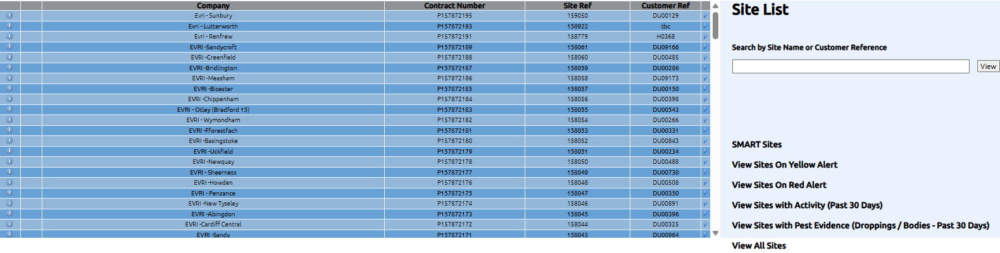 Company Contract Number Site Ref Customer Ref
Evri - Sunbury P157872195 159050 DU00129
Evri - Lutterworth P157872193 158922 tbc
Evri - Renfrew P157872191 158779 H0368
EVRI -Sandycroft P157872189 158061 DU09166
EVRI -Greenfield P157872188 158060 DU00485
EVRI -Bridlington P157872187 158059 DU00286
EVRI -Measham P157872186 158058 DU09173
EVRI -Bicester P157872185 158057 DU00150
EVRI -Chippenham P157872184 158056 DU00398
EVRI - Otley (Bradford 15) P157872183 158055 DU00543
EVRI - Wymondham P157872182 158054 DU00266
EVRI -Fforestfach P157872181 158053 DU00331
EVRI -Basingstoke P157872180 158052 DU00843
EVRI -Uckfield P157872179 158051 DU00234
EVRI -Newquay P157872178 158050 DU00488
EVRI - Sheerness P157872177 158049 DU00730
EVRI -Howden P157872176 158048 DU00508
EVRI - Penzance P157872175 158047 DU00350
EVRI -New Tyseley P157872174 158046 DU00891
EVRI -Abingdon P157872173 158045 DU00396
EVRI -Cardiff Central P157872172 158044 DU00325
EVRI -Sandy P157872171 158043 DU00964
Site List
Search by Site Name or Customer Reference
View
SMART Sites
View Sites On Yellow Alert
View Sites On Red Alert
View Sites with Activity (Past 30 Days)
View Sites with Pest Evidence (Droppings / Bodies - Past 30 Days)
View All Sites